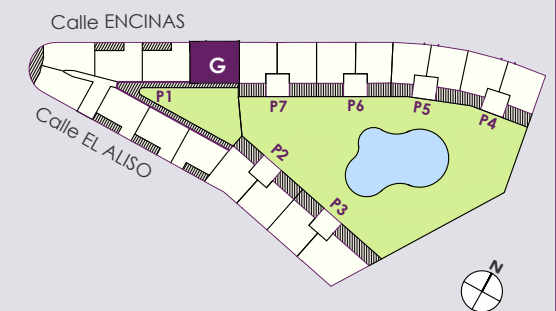 Calle ENCINAS
G
P1
P7
P6
P5
P4
Calle EL ALISO
P2
P3
N